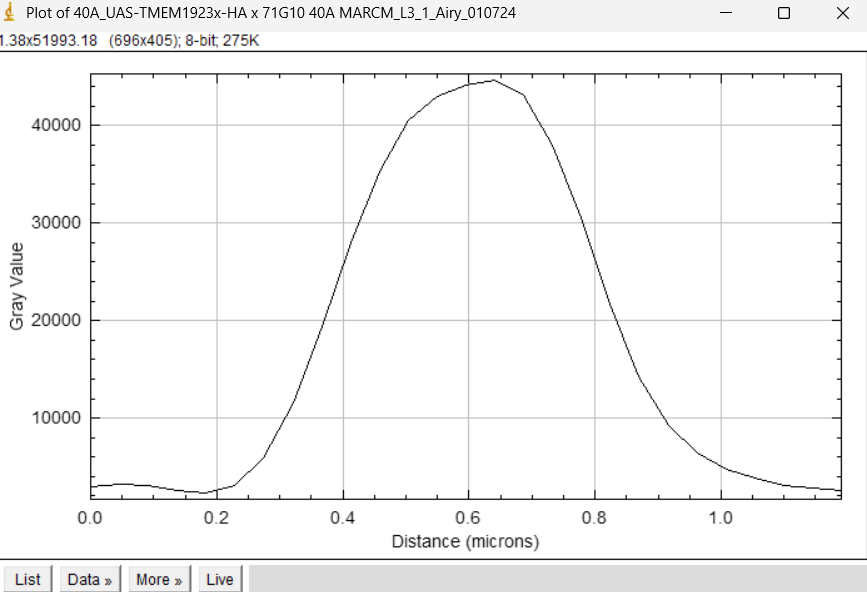 Plot of 40A_UAS-TMEM1923x-HA x 71G10 40A MARCM_L3_1_Airy_010724
1.38x51993.18 (696x405); 8-bit; 275K
40000
30000
20000
10000
Gray Value
0.0 0.2 0.4 0.6 0.8 1.0
Distance (microns)
List Data » More » Live